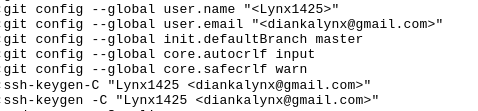 git config --global user.name "<Lynx1425>"
git config --global user.email "<diankalynx@gmail.com>"
git config --global init.defaultBranch master
git config --global core.autocrlf input
git config --global core.safecrlf warn
ssh-keygen-C "Lynx1425 <diankalynx@gmail.com>"
ssh-keygen -C "Lynx1425 <diankalynx@gmail.com>"